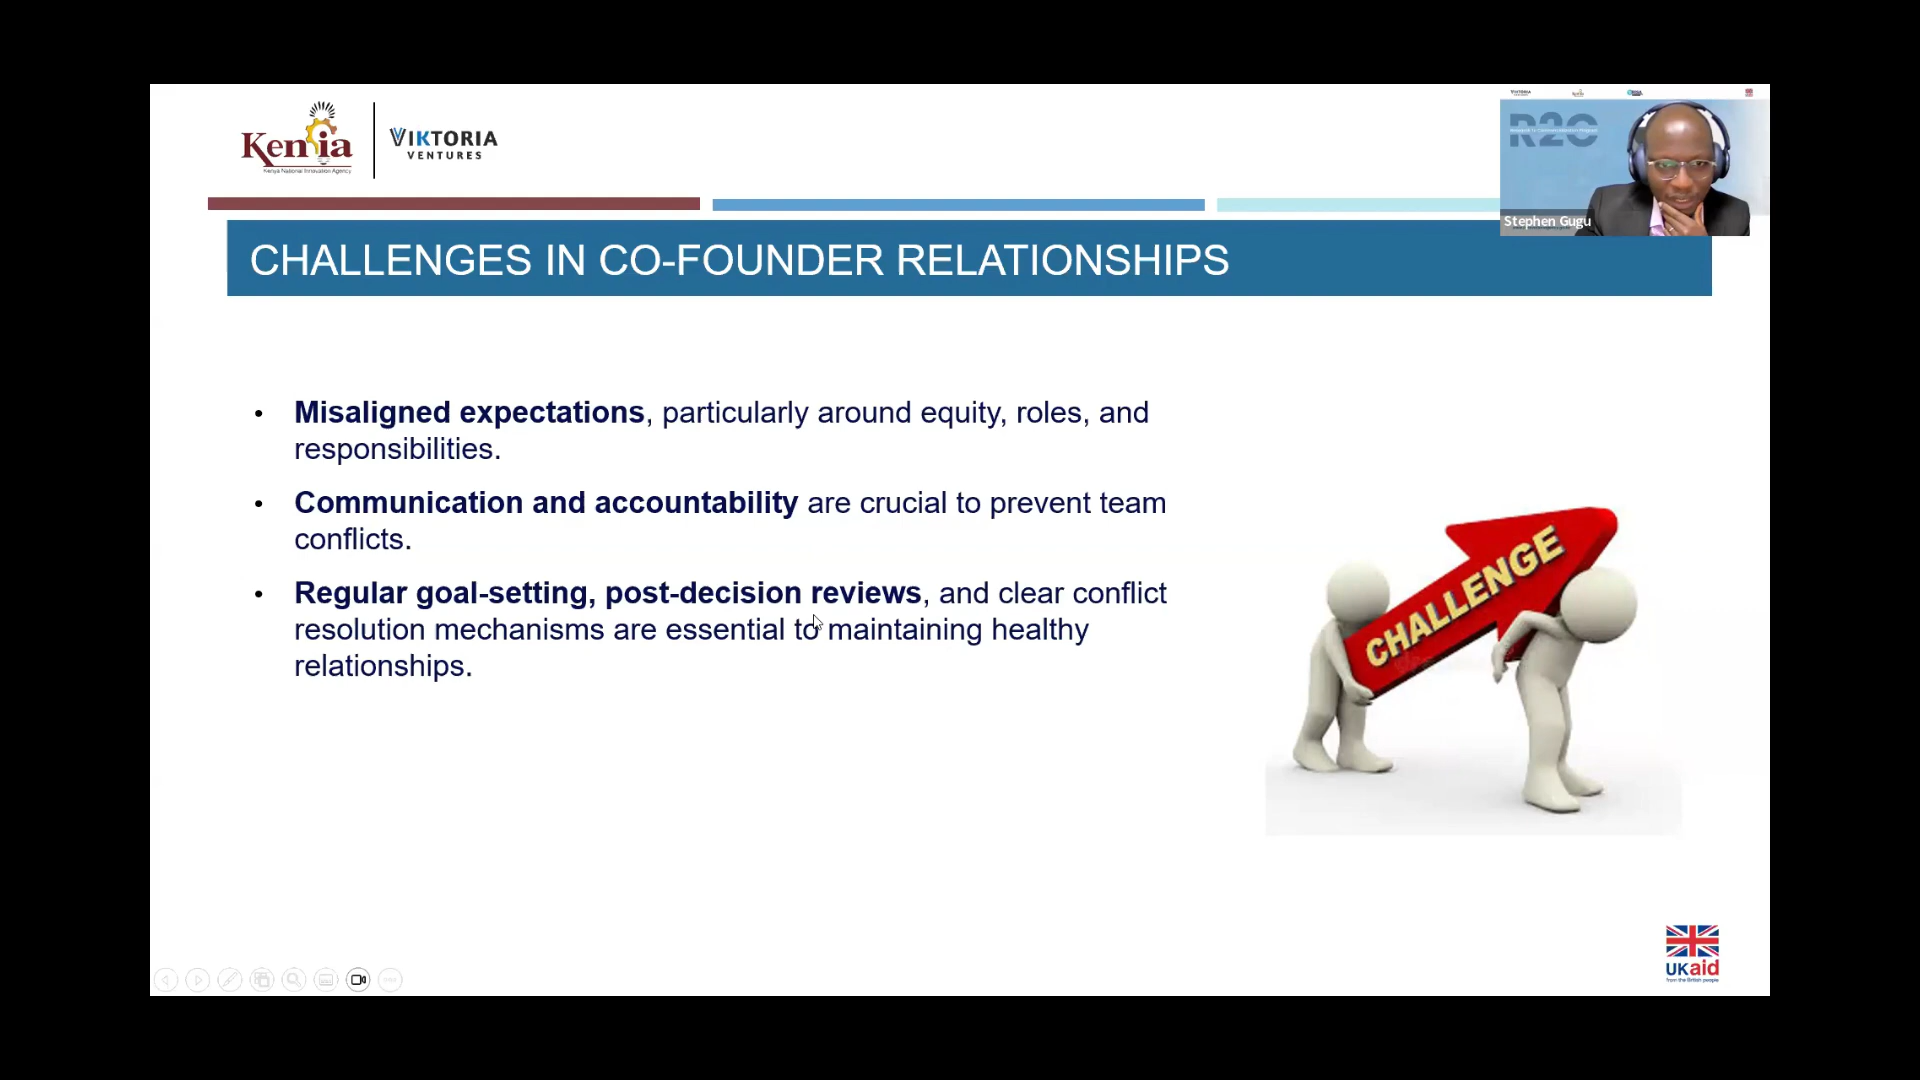 Kenia
Kenya National Innovation Agency
VIKTORIA
VENTURES
R2C
Stephen Gugu
CHALLENGES IN CO-FOUNDER RELATIONSHIPS
• Misaligned expectations, particularly around equity, roles, and
responsibilities.
• Communication and accountability are crucial to prevent team
conflicts.
• Regular goal-setting, post-decision reviews, and clear conflict
resolution mechanisms are essential to maintaining healthy
relationships.
CHALLENGE
UKaid
from the British people